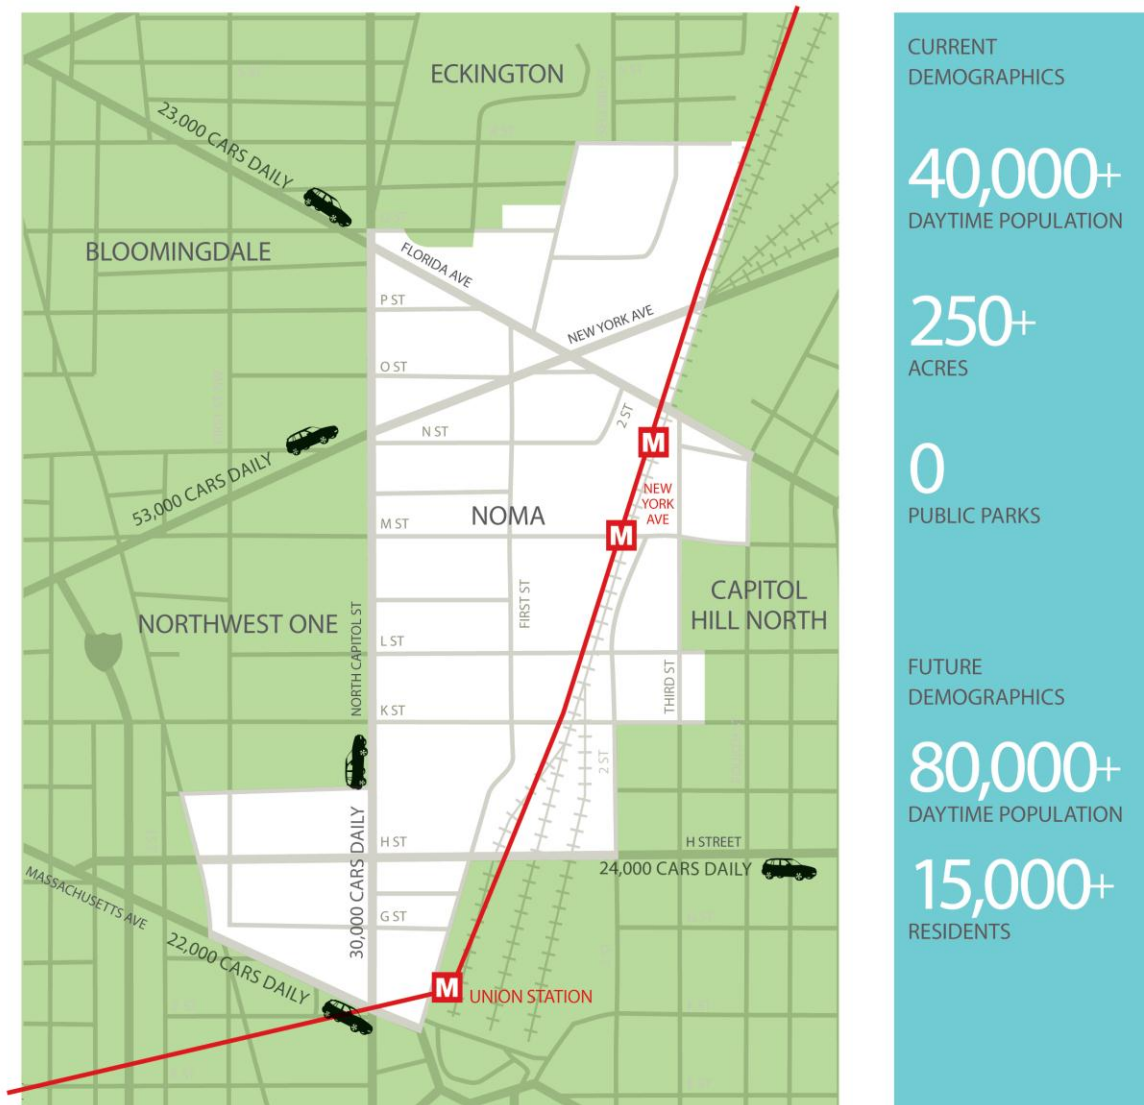 ECKINGTON
23,000 CARS DAILY
BLOOMINGDALE
FLORIDA AVE
P ST
NEW YORK AVE
O ST
2 ST
N ST
M
53,000 CARS DAILY
NEW
YORK
AVE
NOMA
M ST
M
FIRST ST
CAPITOL
HILL NORTH
NORTHWEST ONE
NORTH CAPITOL ST
L ST
THIRD ST
K ST
2 ST
H ST
H STREET
24,000 CARS DAILY
30,000 CARS DAILY
MASSACHUSETTS AVE
G ST
22,000 CARS DAILY
M
UNION STATION
CURRENT
DEMOGRAPHICS
40,000+
DAYTIME POPULATION
250+
ACRES
0
PUBLIC PARKS
FUTURE
DEMOGRAPHICS
80,000+
DAYTIME POPULATION
15,000+
RESIDENTS